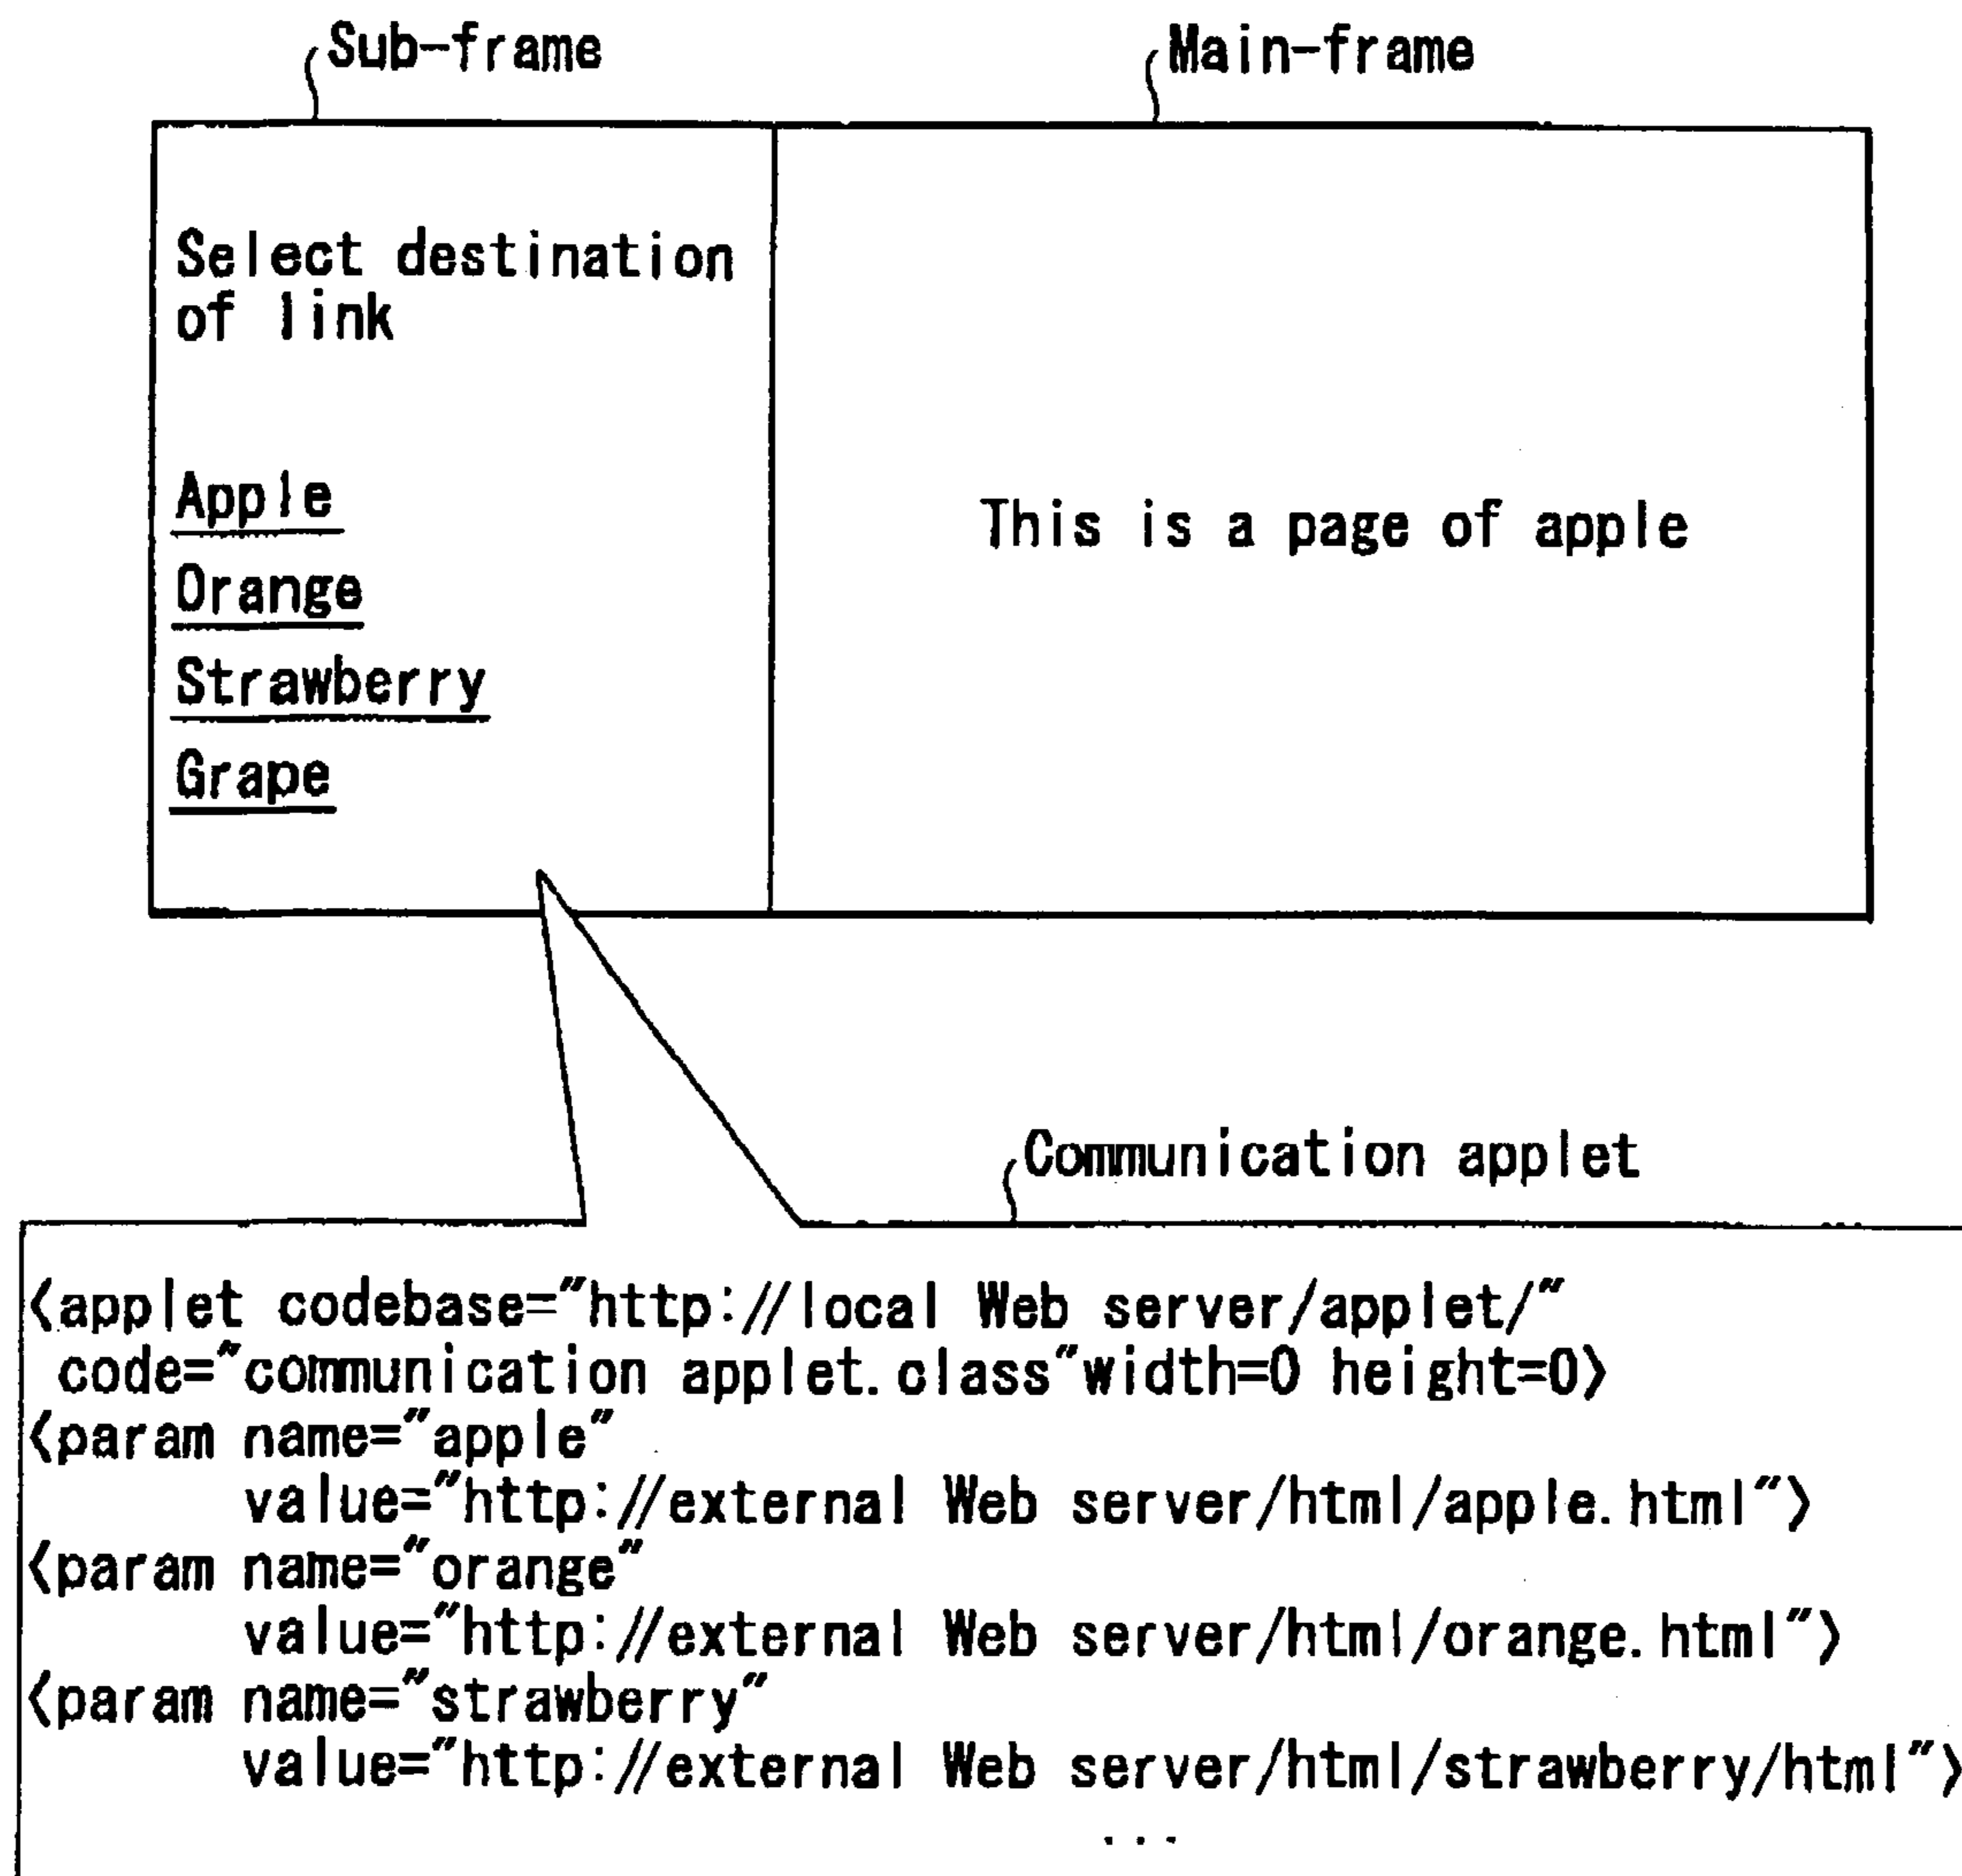 Sub-frame
Main-frame
Select destination
of link
Apple
Orange
Strawberry
Grape
This is a page of apple
Communication applet
<applet codebase="http://local Web server/applet/"
code="communication applet.class"width=0 height=0>
<param name="apple"
value="http://external Web server/html/apple.html">
<param name="orange"
value="http://external Web server/html/orange.html">
<param name="strawberry"
value="http://external Web server/html/strawberry/html">
...